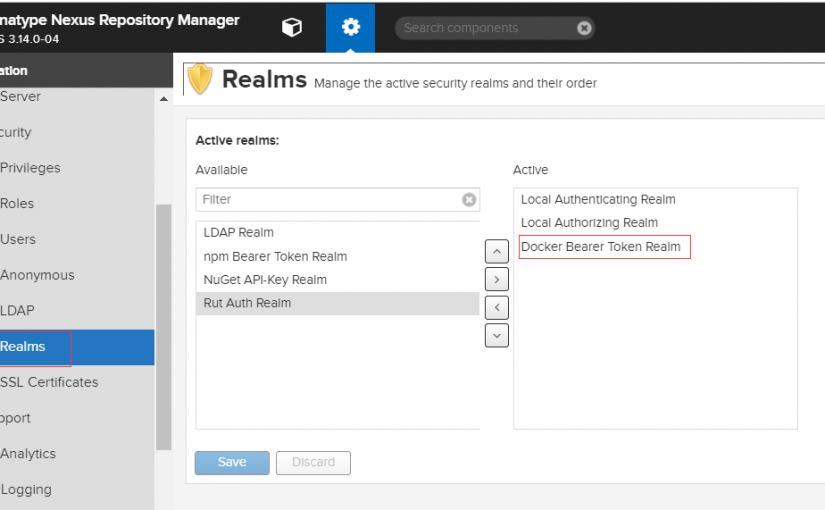 natype Nexus Repository Manager
S 3.14.0-04
Search components
ation
Server
curity
Privileges
Roles
Users
Anonymous
LDAP
Realms
SSL Certificates
pport
Analytics
Logging
Realms Manage the active security realms and their order
Active realms:
Available
Filter
LDAP Realm
npm Bearer Token Realm
NuGet API-Key Realm
Rut Auth Realm
Active
Local Authenticating Realm
Local Authorizing Realm
Docker Bearer Token Realm
Save
Discard